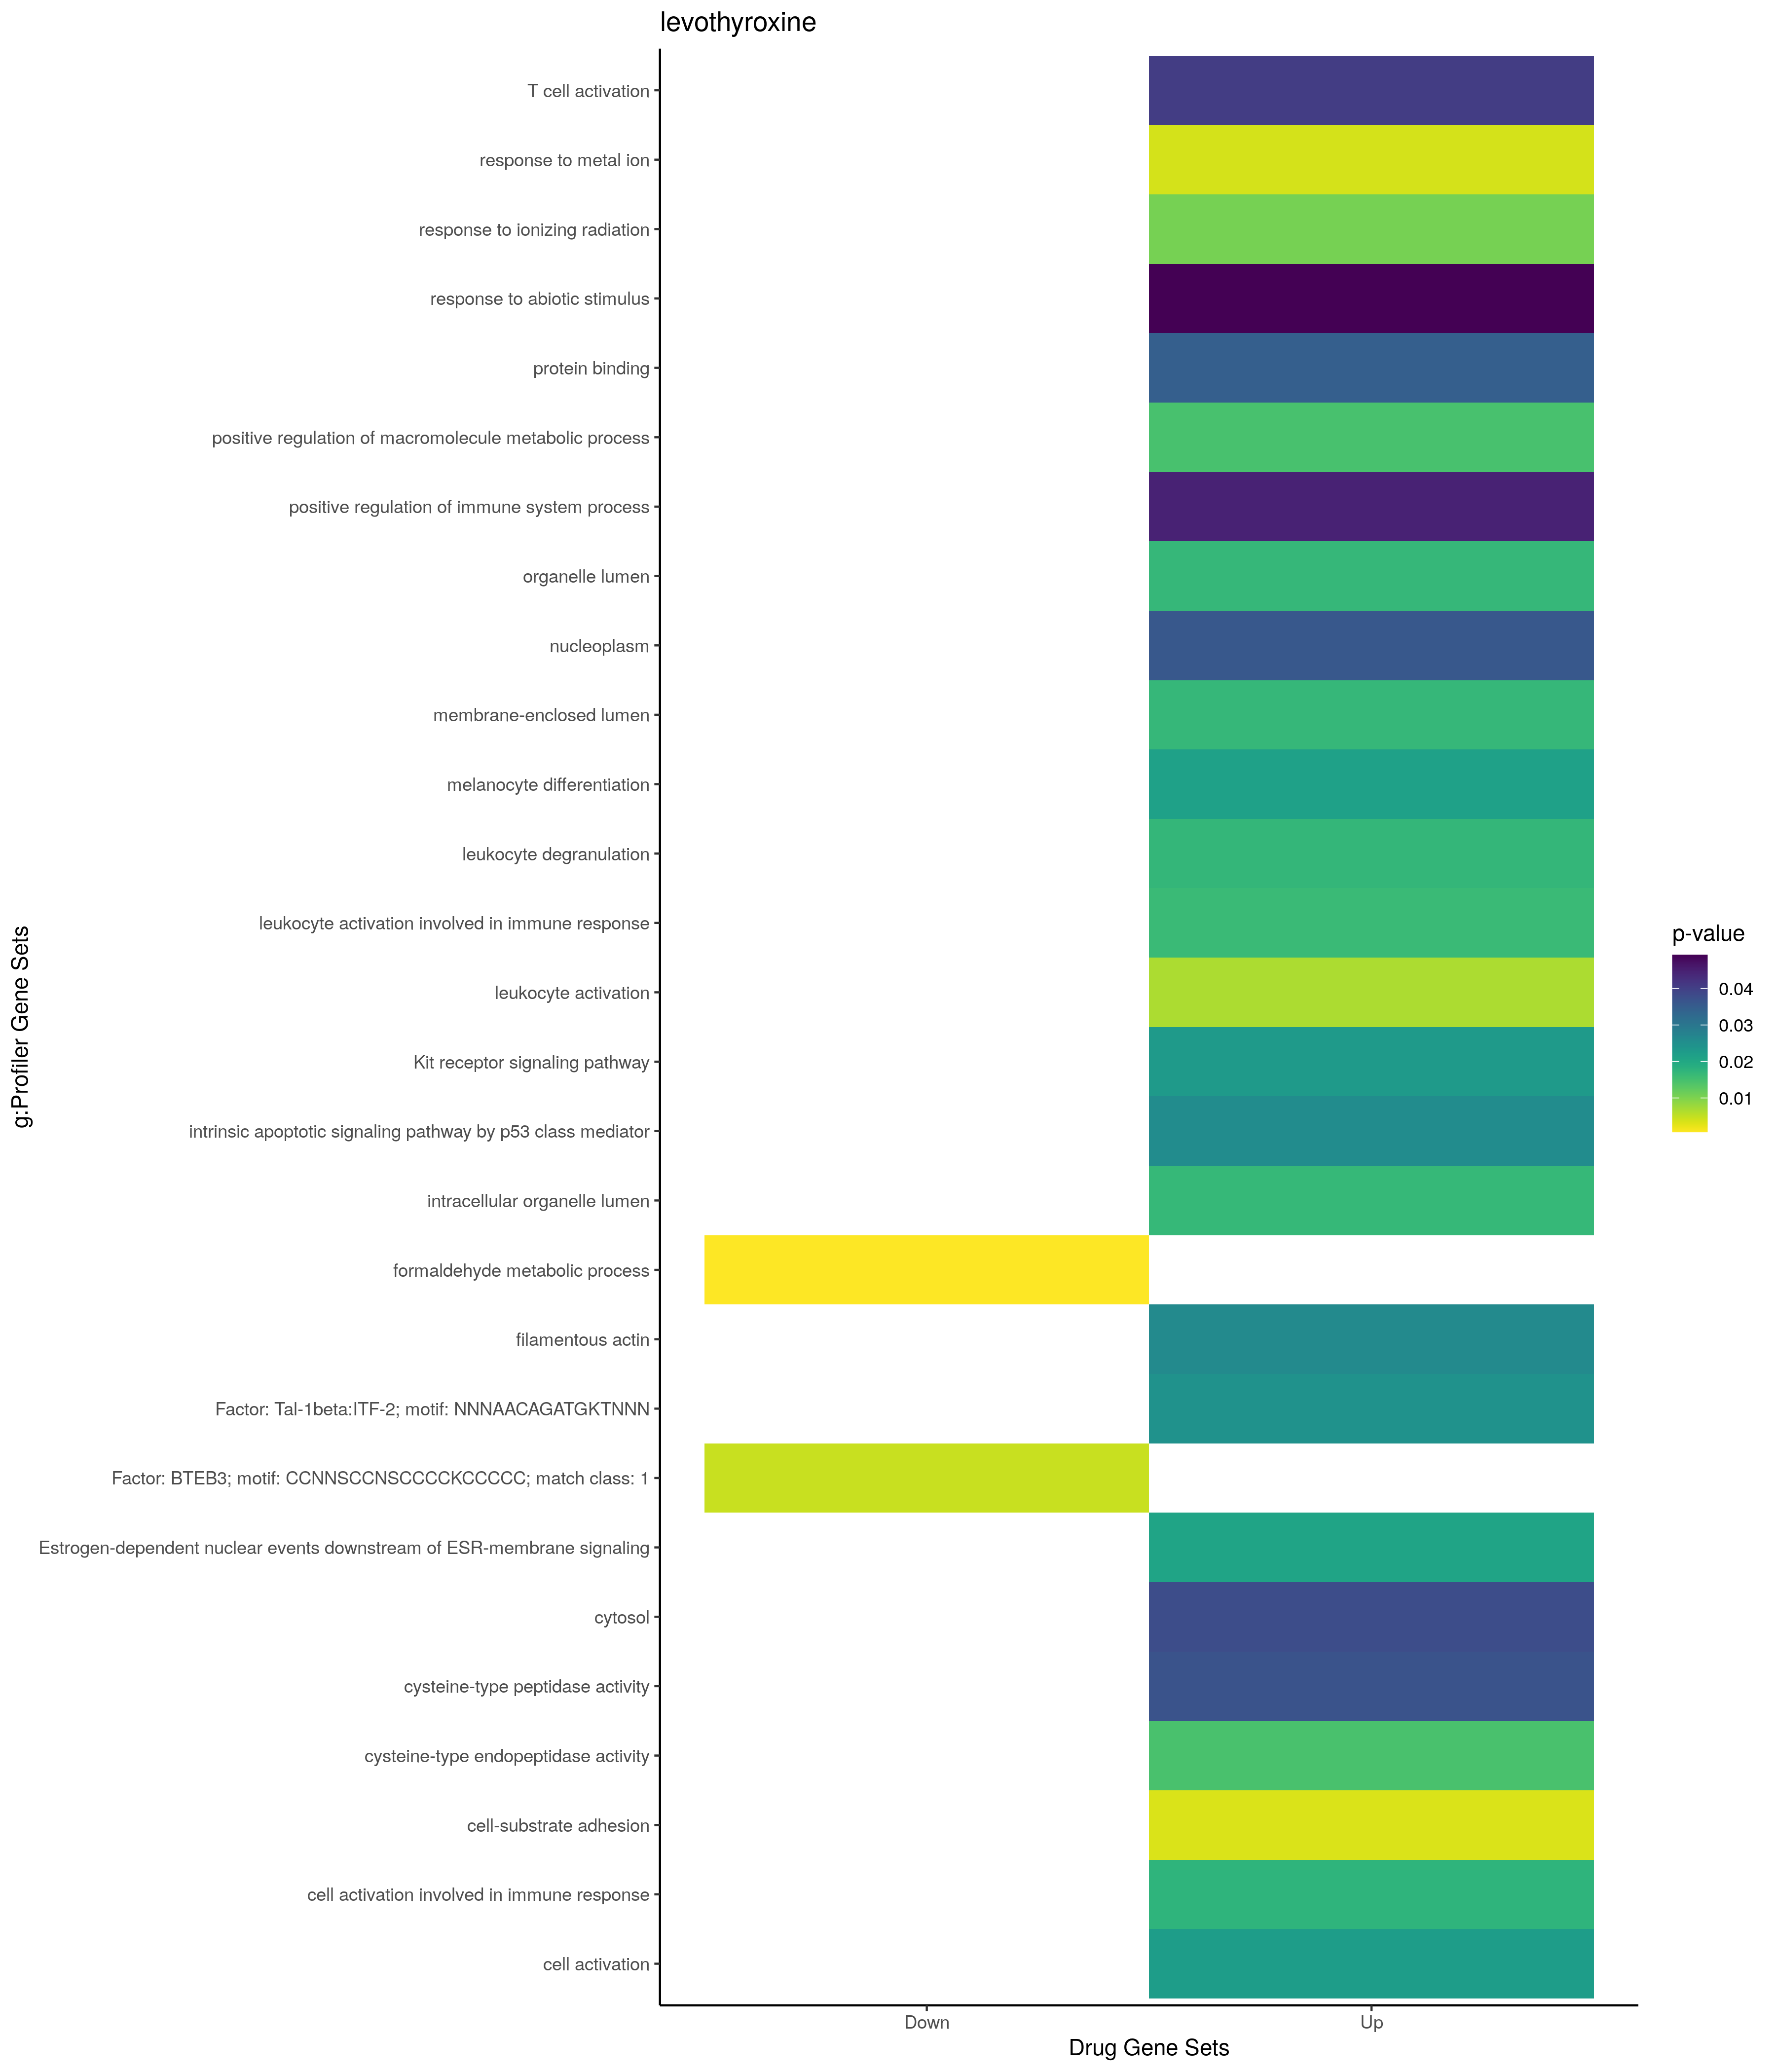 levothyroxine
T cell activation
response to metal ion
response to ionizing radiation
response to abiotic stimulus
protein binding
positive regulation of macromolecule metabolic process
positive regulation of immune system process
organelle lumen
nucleoplasm
membrane-enclosed lumen
melanocyte differentiation
leukocyte degranulation
leukocyte activation involved in immune response
leukocyte activation
Kit receptor signaling pathway
intrinsic apoptotic signaling pathway by p53 class mediator
intracellular organelle lumen
formaldehyde metabolic process
filamentous actin
Factor: Tal-1beta:ITF-2; motif: NNNAACAGATGKTNNN
Factor: BTEB3; motif: CCNNSCCNSCCCCKCCCCC; match class: 1
Estrogen-dependent nuclear events downstream of ESR-membrane signaling
cytosol
cysteine-type peptidase activity
cysteine-type endopeptidase activity
cell-substrate adhesion
cell activation involved in immune response
cell activation
g:Profiler Gene Sets
Down
Up
Drug Gene Sets
p-value
0.04
0.03
0.02
0.01